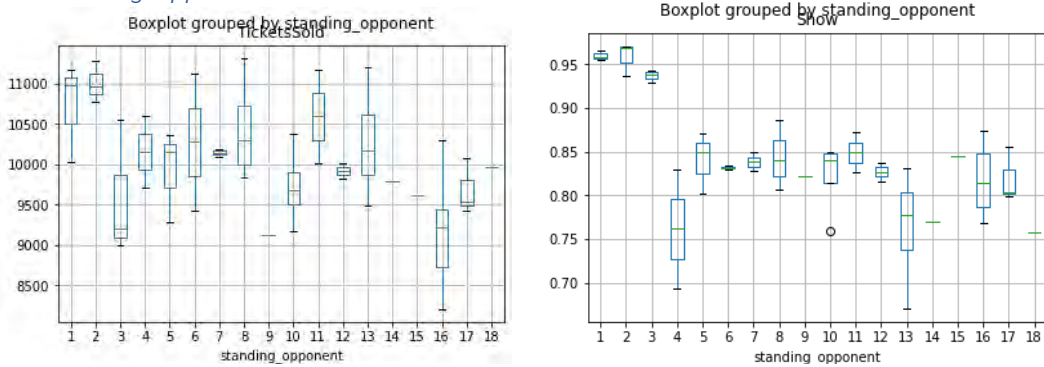 Boxplot grouped by standing_opponent
TicketsSold
11000
10500
10000
9500
9000
8500
1 2 3 4 5 6 7 8 9 10 11 12 13 14 15 16 17 18
standing_opponent
Boxplot grouped by standing_opponent
Show
0.95
0.90
0.85
0.80
0.75
0.70
1 2 3 4 5 6 7 8 9 10 11 12 13 14 15 16 17 18
standing_opponent